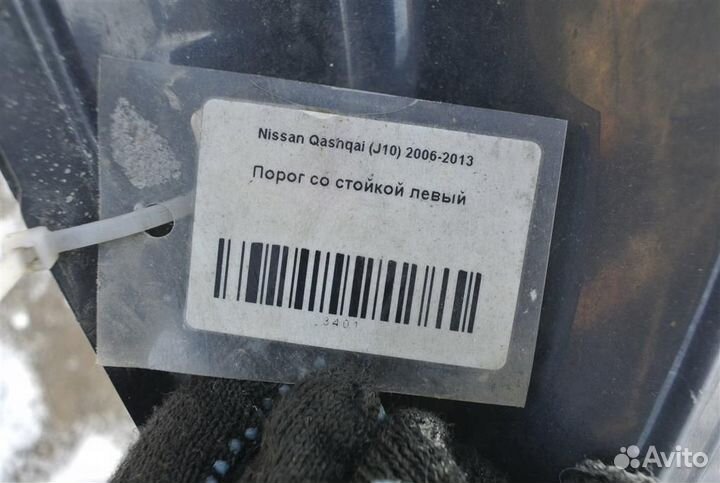 Nissan Qashqai (J10) 2006-2013
Порог со стойкой левый
3401
Avito